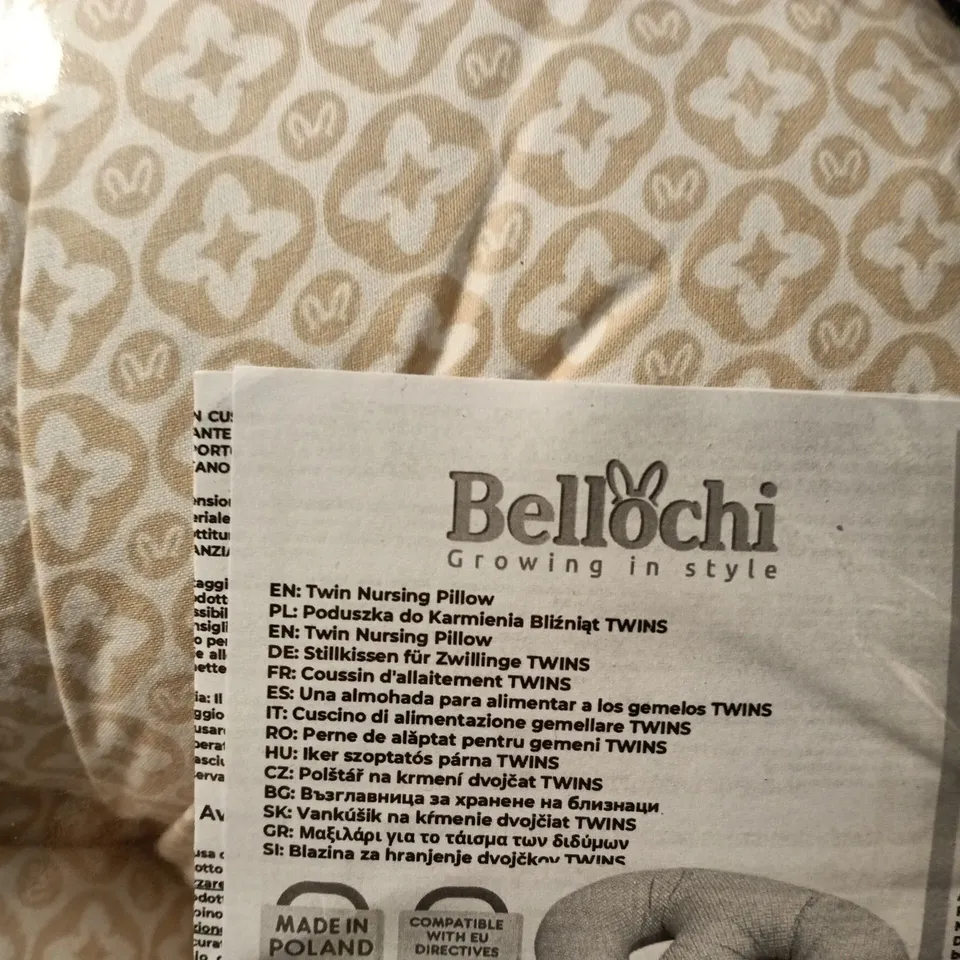 Bellochi
Growing in style
EN: Twin Nursing Pillow
PL: Poduszka do Karmienia Bliźniąt TWINS
EN: Twin Nursing Pillow
DE: Stillkissen für Zwillinge TWINS
FR: Coussin d'allaitement TWINS
ES: Una almohada para alimentar a los gemelos TWINS
IT: Cuscino di alimentazione gemellare TWINS
RO: Perne de alăptat pentru gemeni TWINS
HU: Iker szoptatós párna TWINS
CZ: Polštář na krmení dvojčat TWINS
BG: Възглавница за хранене на близнаци
SK: Vankúšik na kŕmenie dvojčiat TWINS
GR: Μαξιλάρι για το τάισμα των διδύμων
SI: Blazina za hranjenje dvojčkov TWINS
MADE IN
POLAND
COMPATIBLE
WITH EU
DIRECTIVES